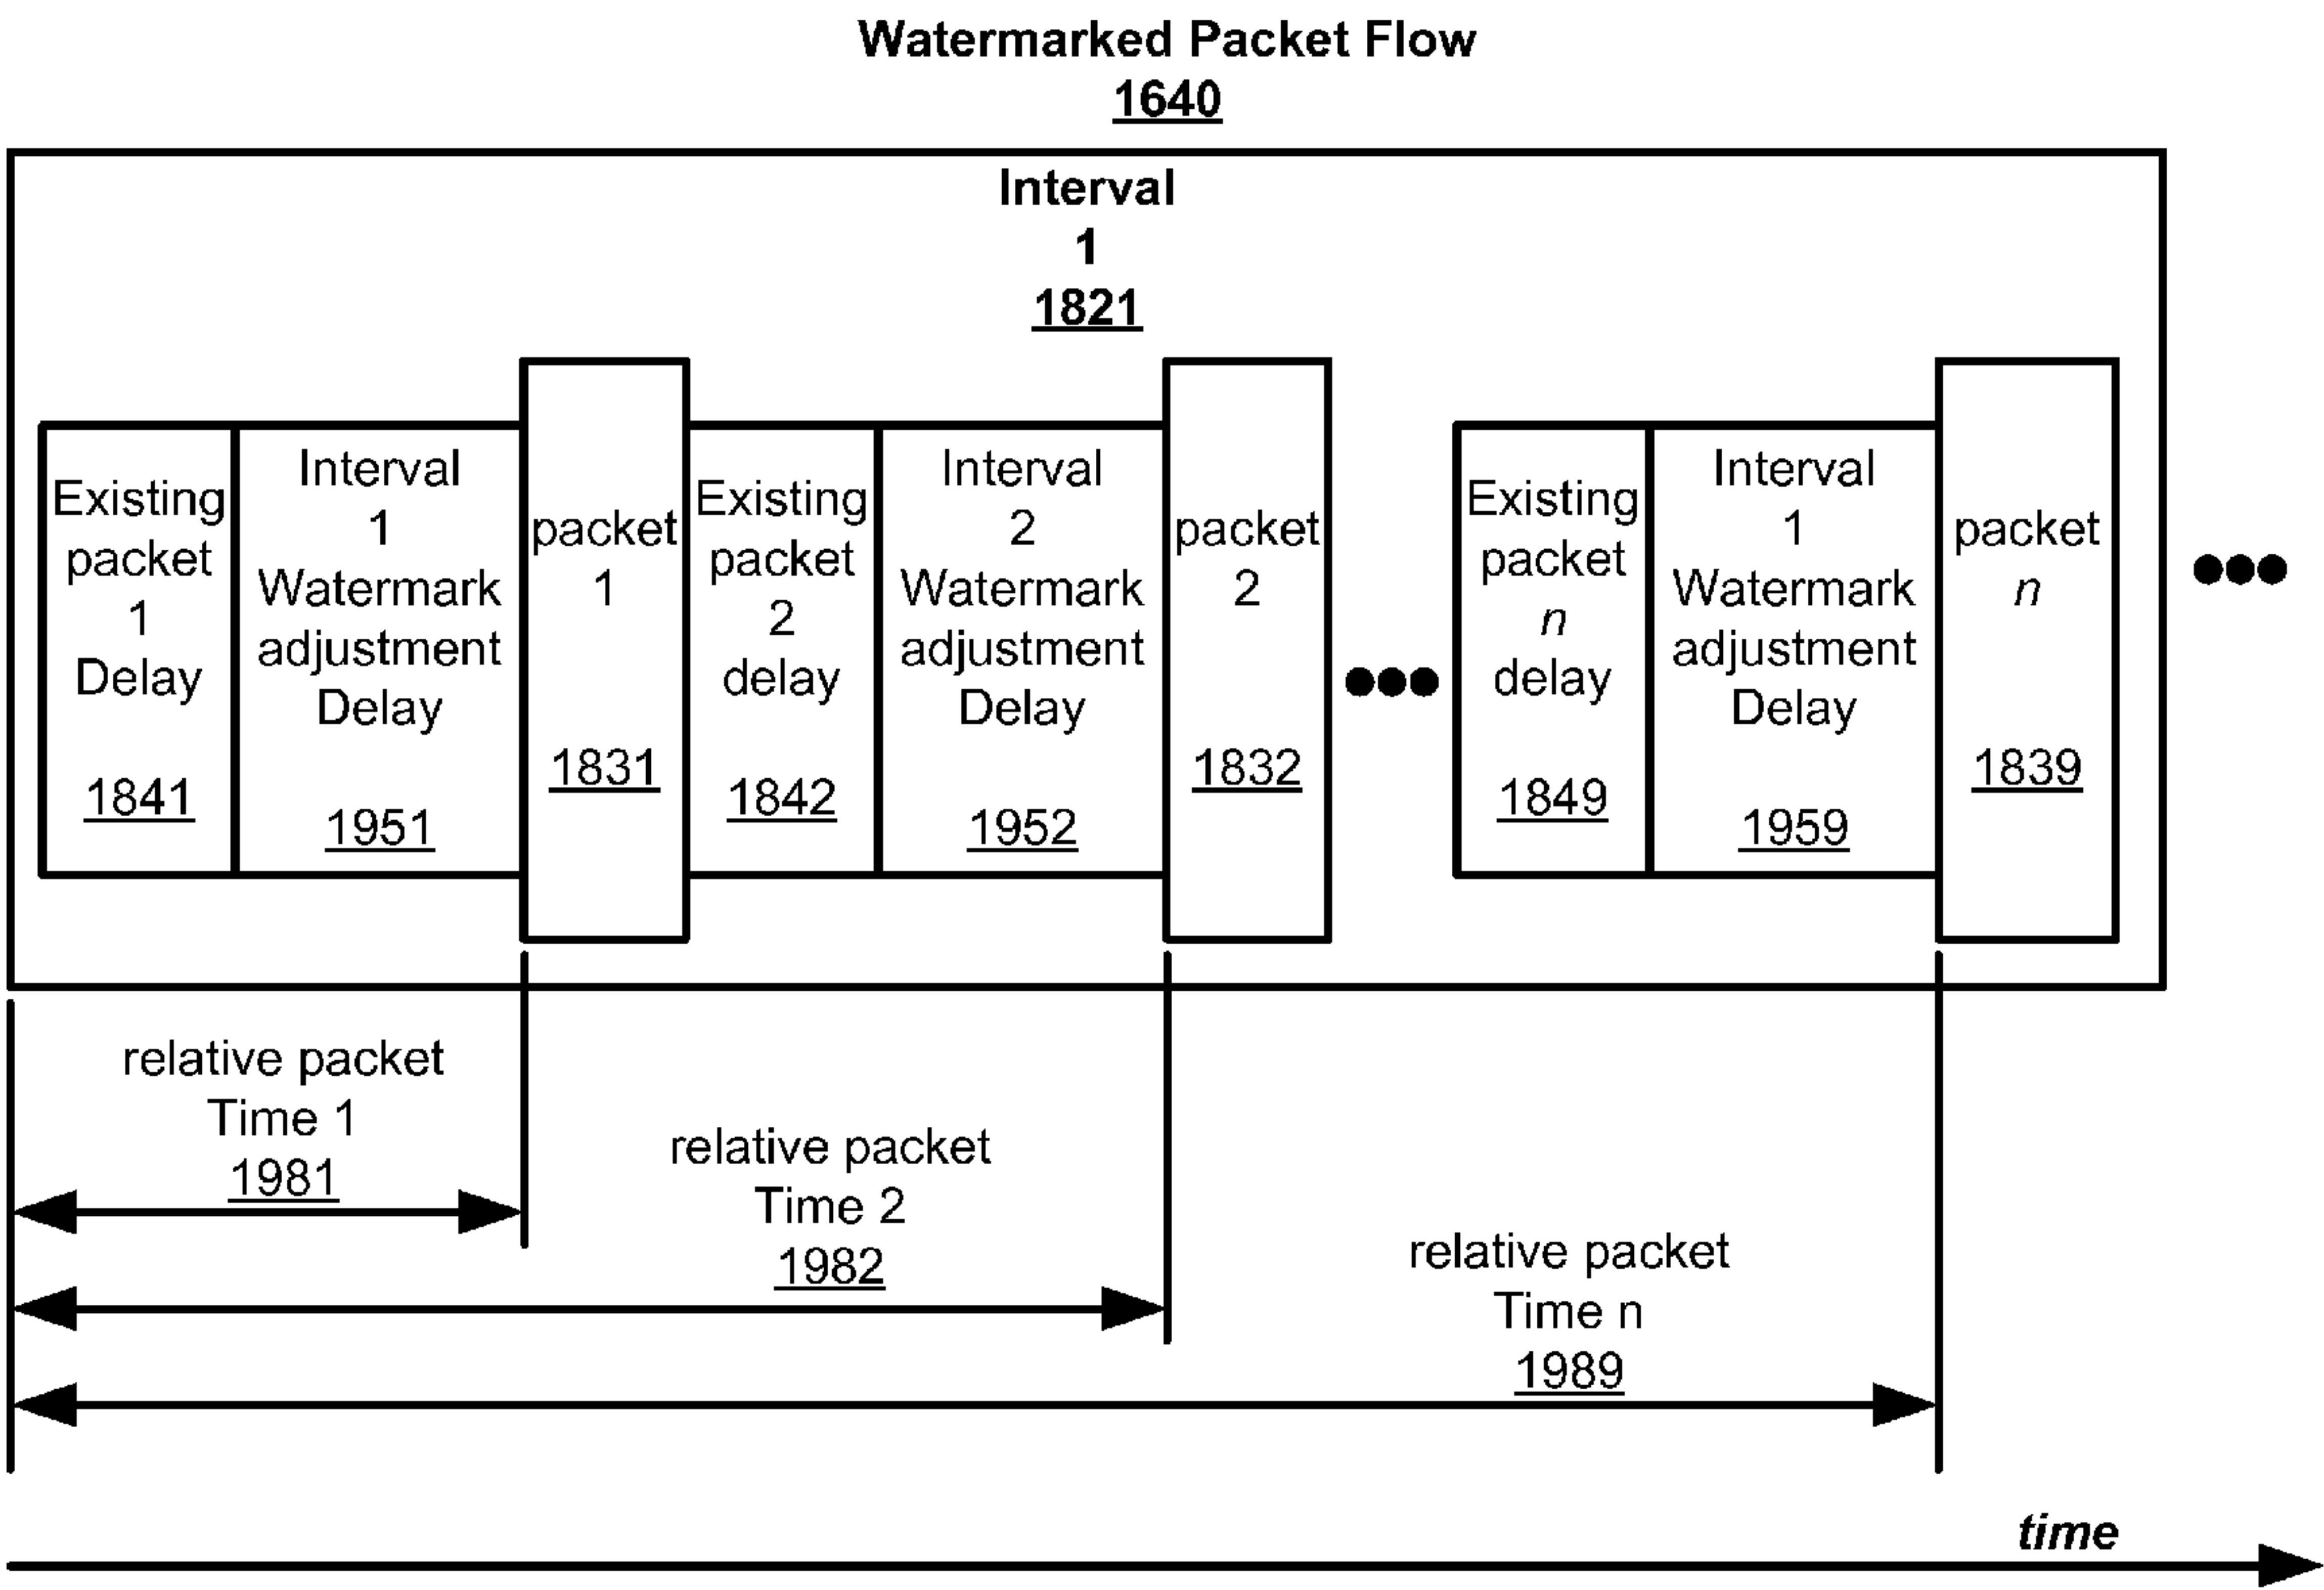 Watermarked Packet Flow
1640
Interval
1
1821
Existing
packet
1
Delay
1841
Interval
1
Watermark
adjustment
Delay
1951
packet
1
1831
Existing
packet
2
delay
1842
Interval
2
Watermark
adjustment
Delay
1952
packet
2
1832
Existing
packet
n
delay
1849
Interval
1
Watermark
adjustment
Delay
1959
packet
n
1839
relative packet
Time 1
1981
relative packet
Time 2
1982
relative packet
Time n
1989
time